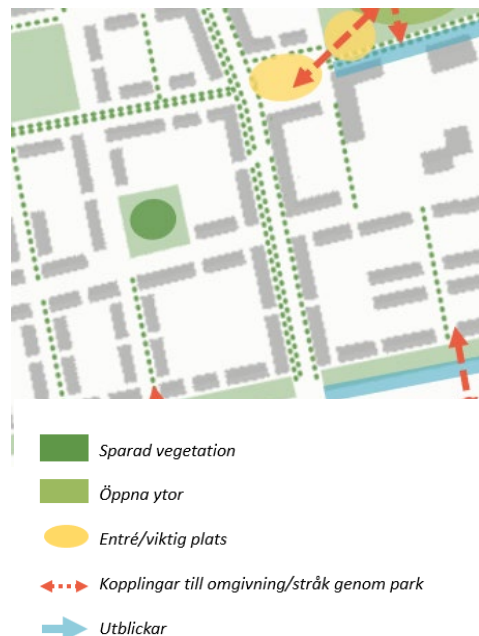 Sparad vegetation
Öppna ytor
Entré/viktig plats
Kopplingar till omgivning/stråk genom park
Utblickar